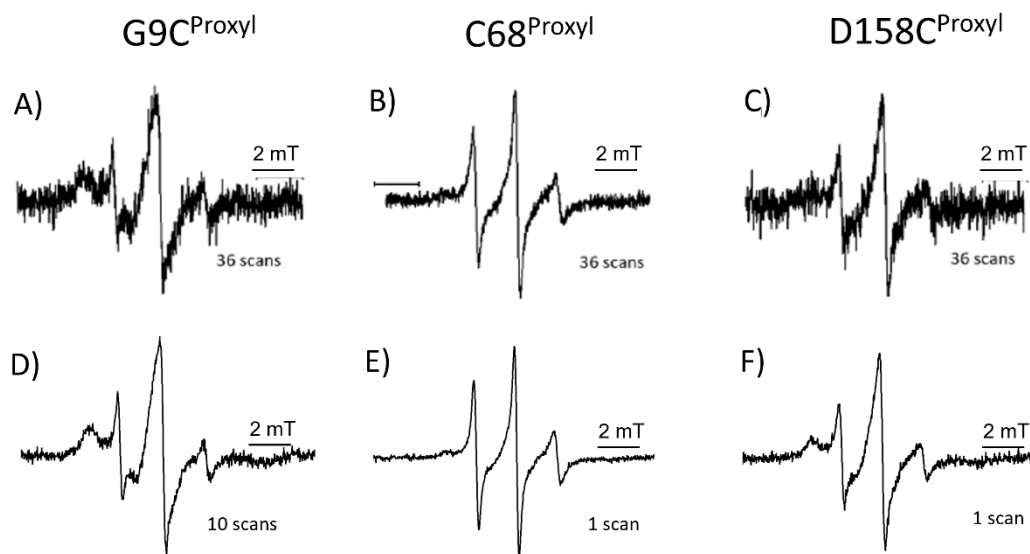 G9C^Proxyl C68^Proxyl D158C^Proxyl
A) B) C)
2 mT 2 mT 2 mT
36 scans 36 scans 36 scans
D) E) F)
2 mT 2 mT 2 mT
10 scans 1 scan 1 scan